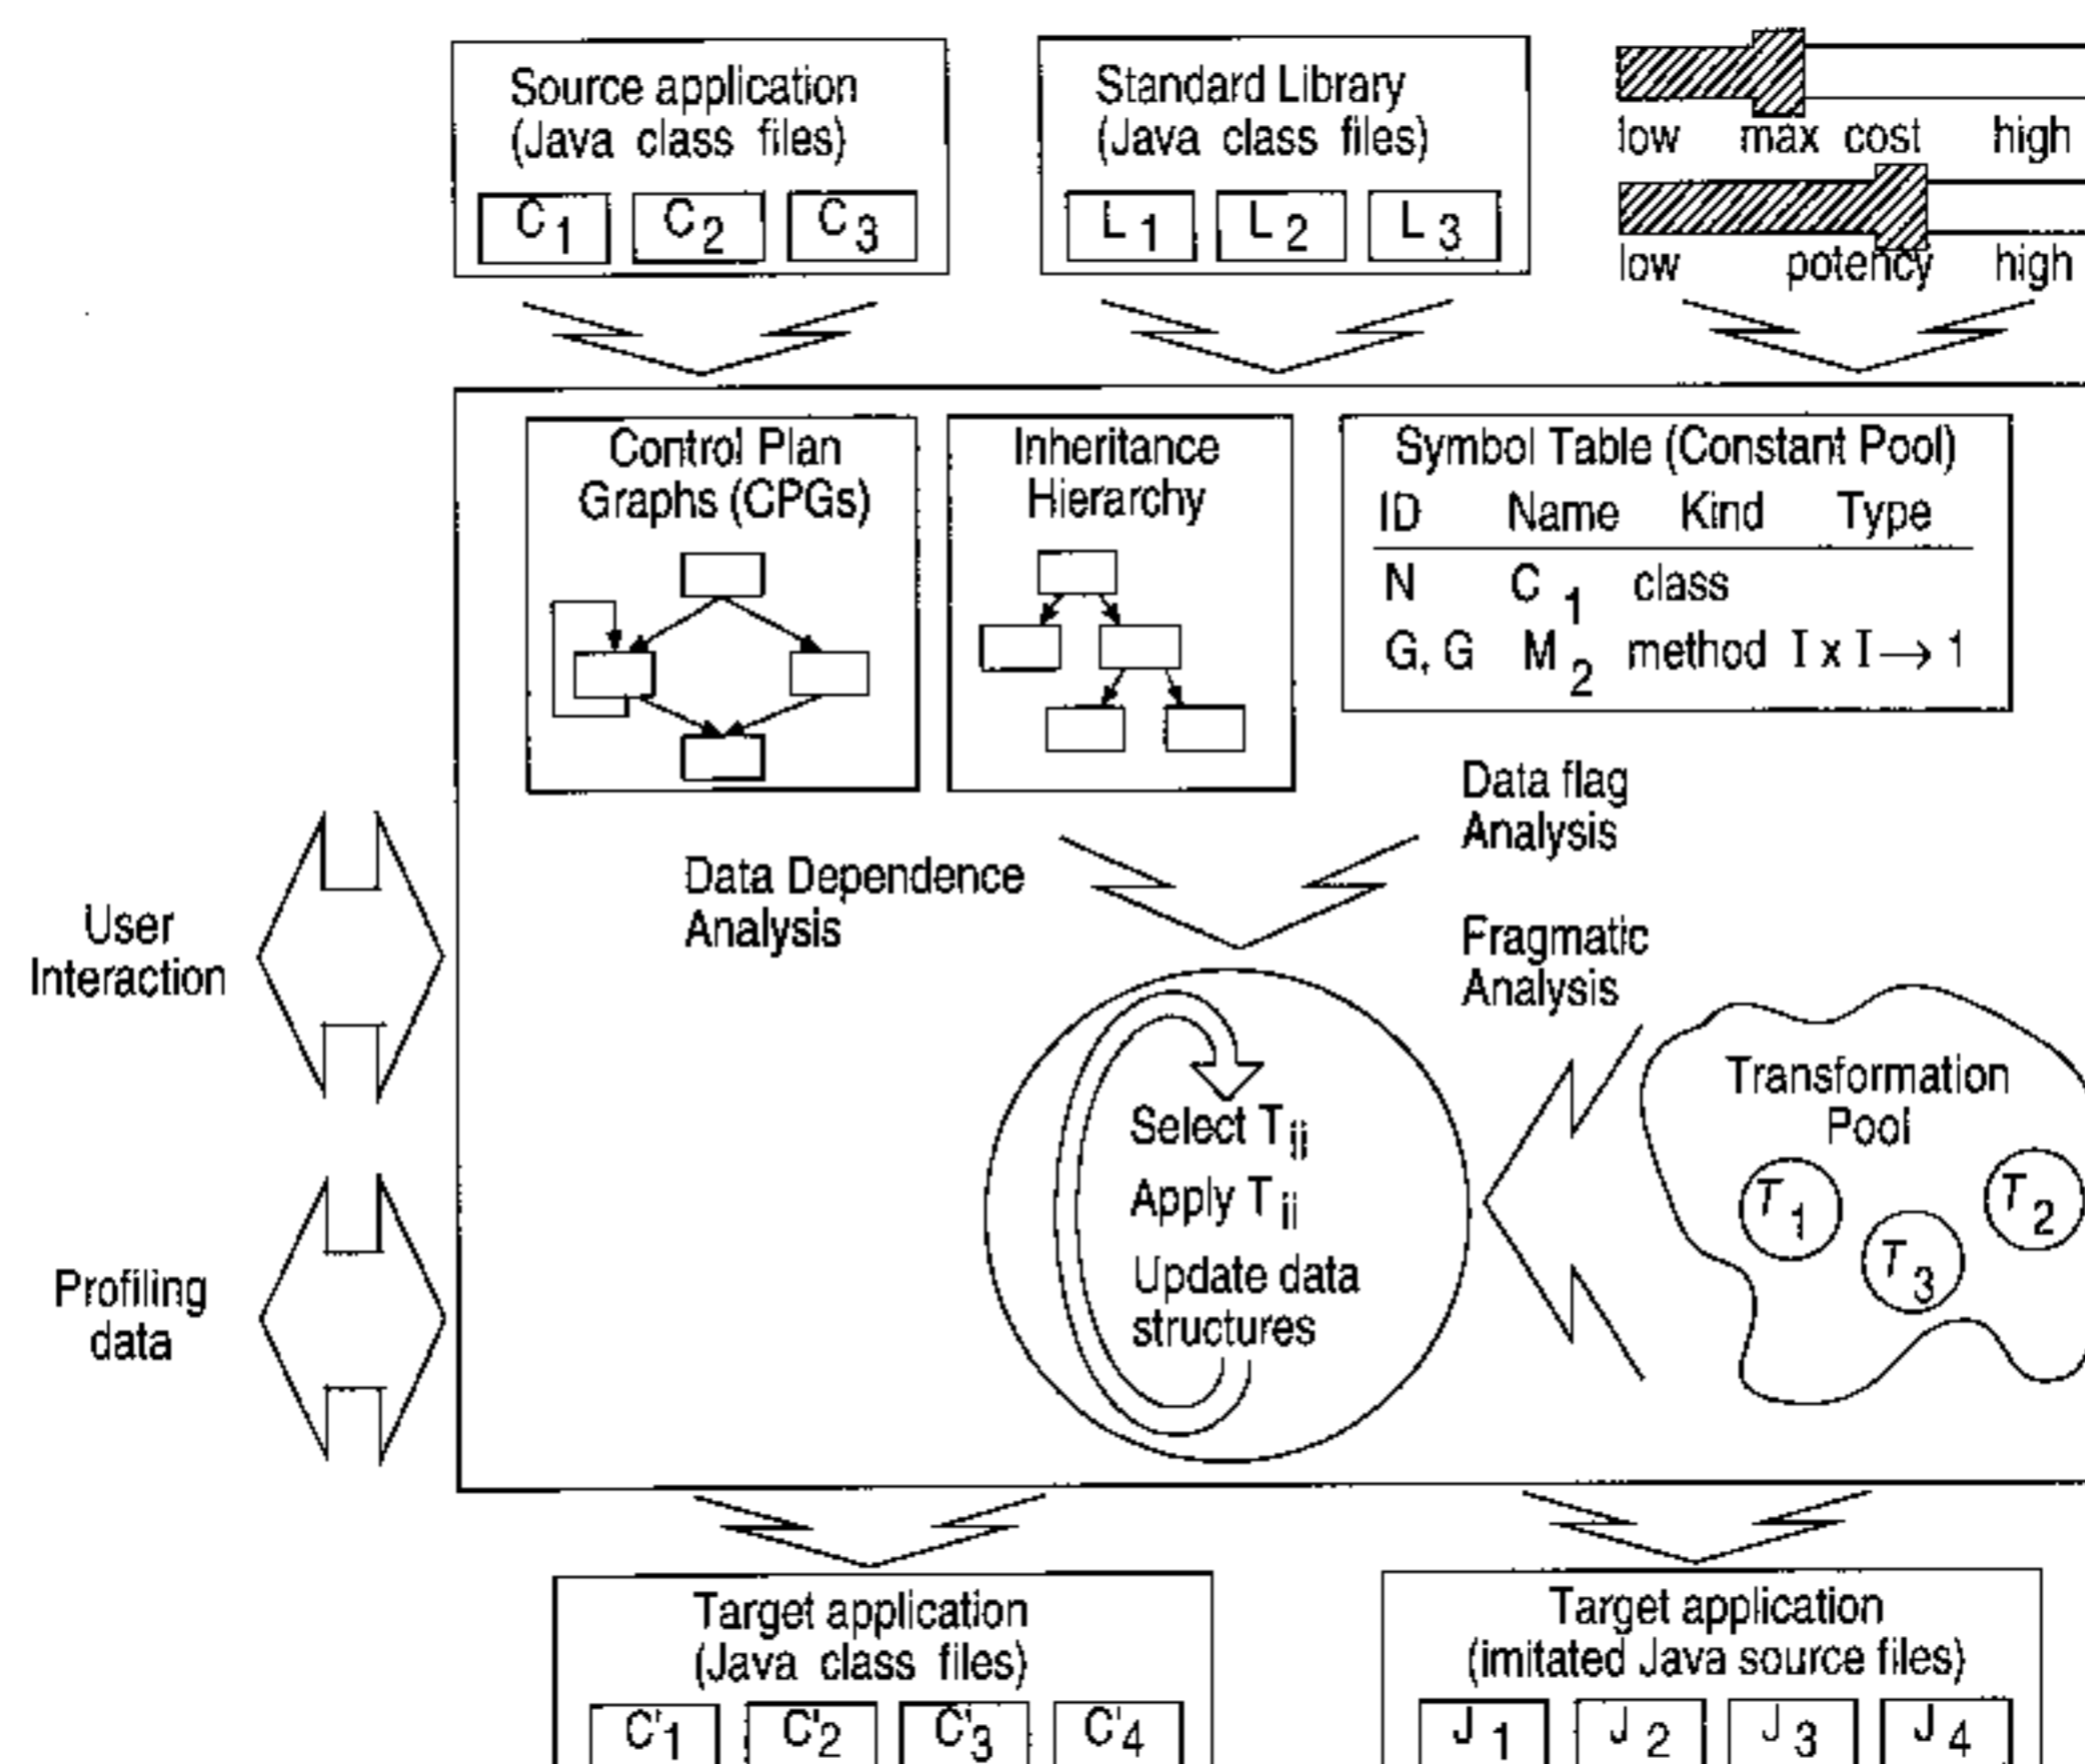 Source application
(Java class files)
C1 C2 C3
Standard Library
(Java class files)
L1 L2 L3
low max cost high
low potency high
Control Plan
Graphs (CPGs)
Inheritance
Hierarchy
Symbol Table (Constant Pool)
ID Name Kind Type
N C1 class
G, G M2 method I x I→ 1
Data flag
Analysis
Data Dependence
Analysis
Fragmatic
Analysis
User
Interaction
Profiling
data
Select Tij
Apply Tii
Update data
structures
Transformation
Pool
T1 T2
T3
Target application
(Java class files)
C'1 C'2 C'3 C'4
Target application
(imitated Java source files)
J1 J2 J3 J4